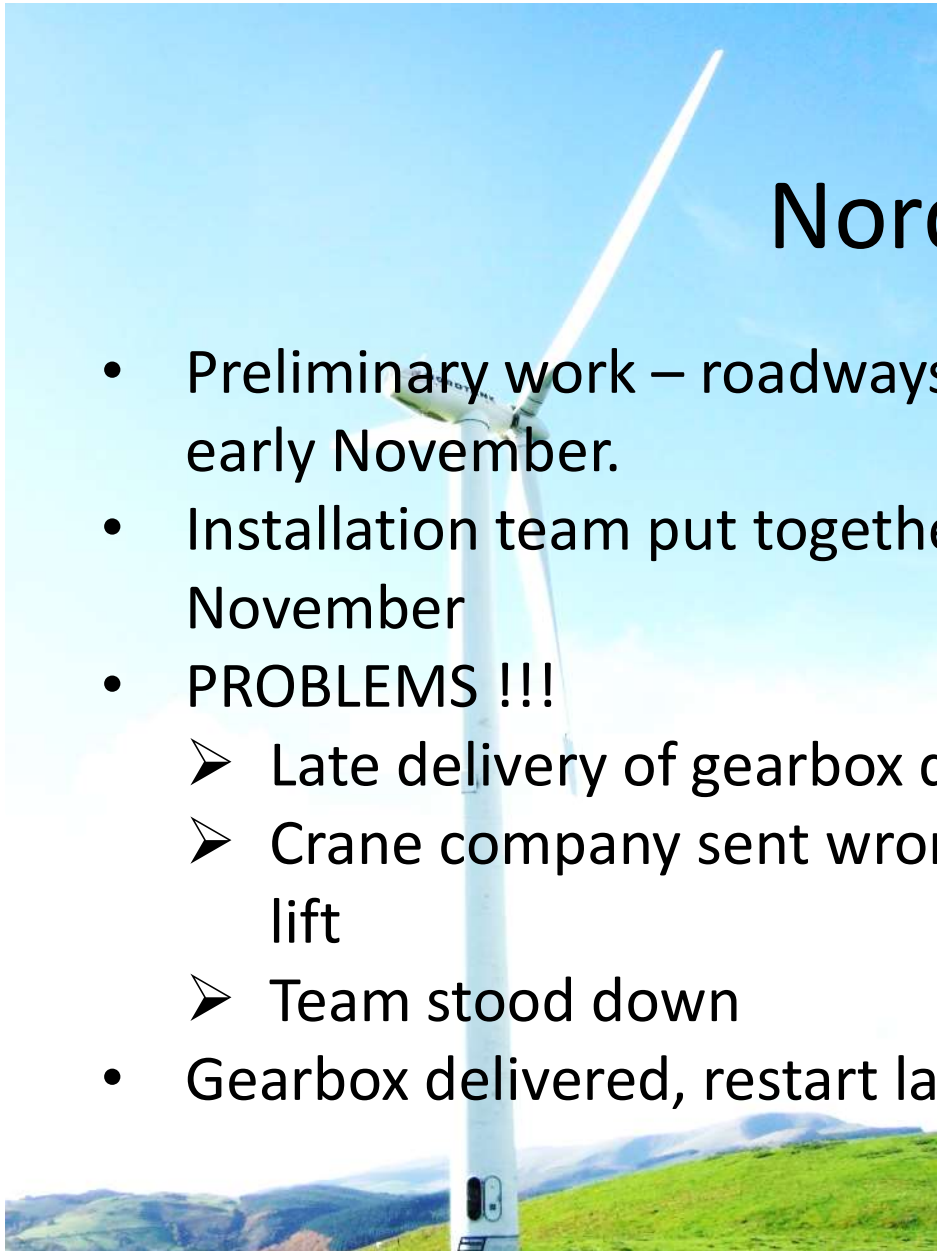 Preliminary work – roadways
early November.
Installation team put
November
PROBLEMS !!!
Late delivery of gearbox
Crane company sent
lift
Team stood down
Gearbox delivered, restart